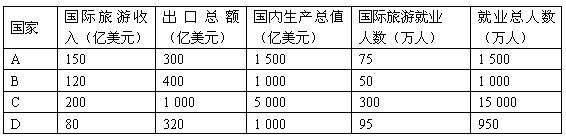 国家 国际旅游收入（亿美元） 出口总额（亿美元） 国内生产总值（亿美元） 国际旅游就业人数（万人） 就业总人数（万人）
A 150 300 1 500 75 1 500
B 120 400 1 000 50 1 000
C 200 1 000 5 000 300 15 000
D 80 320 1 000 95 950